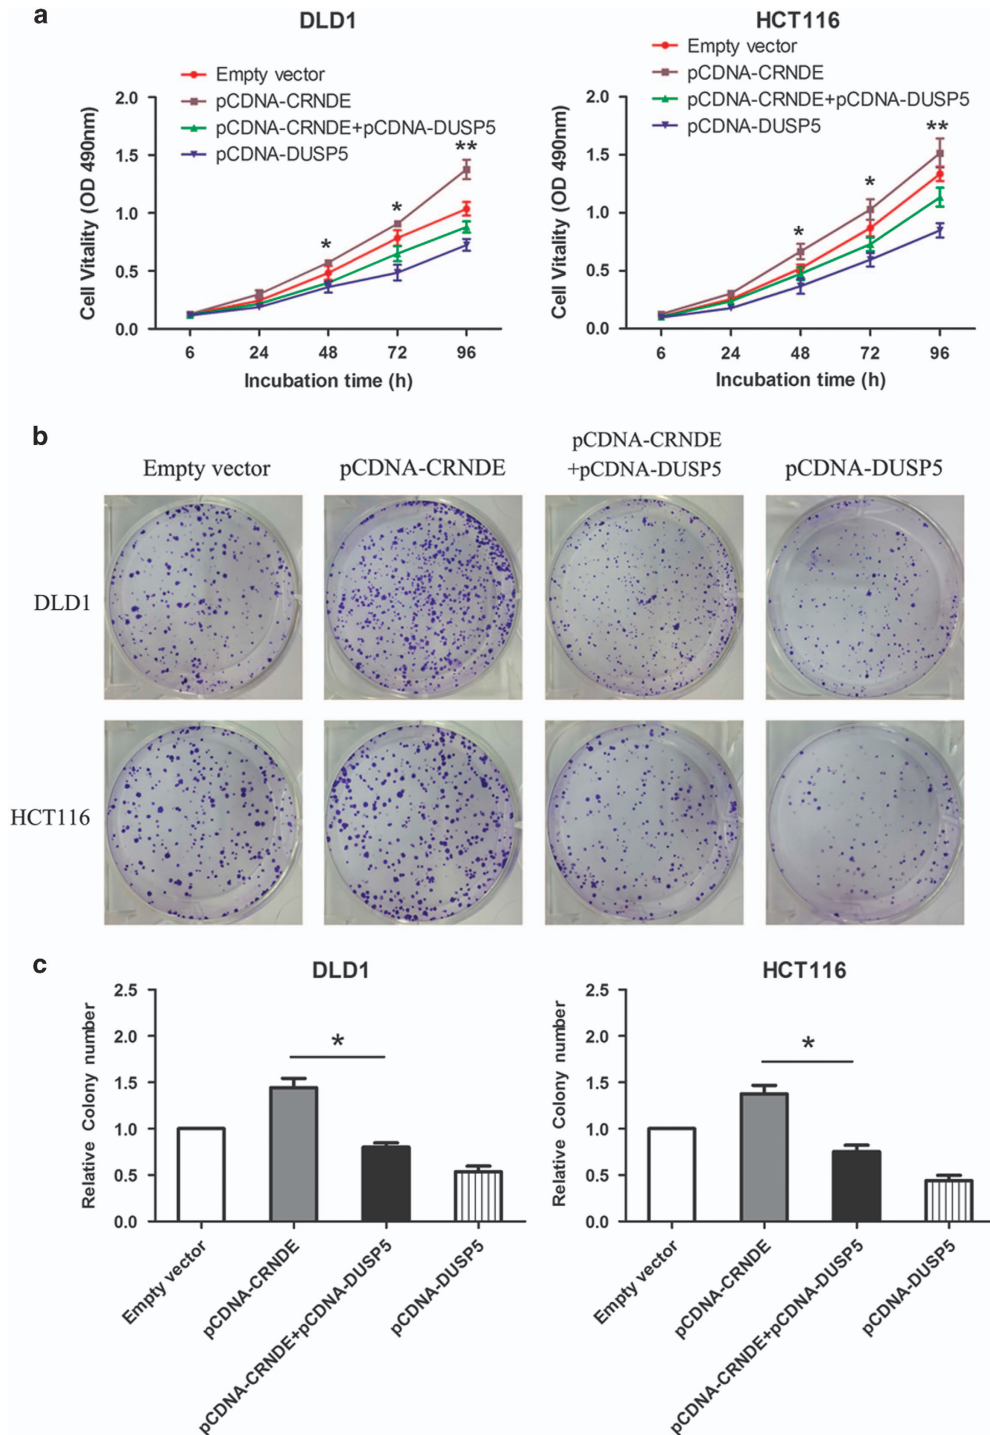 a
DLD1
Empty vector
pCDNA-CRNDE
pCDNA-CRNDE+pCDNA-DUSP5
pCDNA-DUSP5
**
*
*
Cell Vitality (OD 490nm)
2.0
1.5
1.0
0.5
0.0
6 24 48 72 96
Incubation time (h)
HCT116
Empty vector
pCDNA-CRNDE
pCDNA-CRNDE+pCDNA-DUSP5
pCDNA-DUSP5
**
*
*
Cell Vitality (OD 490nm)
2.0
1.5
1.0
0.5
0.0
6 24 48 72 96
Incubation time (h)
b
Empty vector
pCDNA-CRNDE
pCDNA-CRNDE
+pCDNA-DUSP5
pCDNA-DUSP5
DLD1
HCT116
c
DLD1
Relative Colony number
2.5
2.0
1.5
1.0
0.5
0.0
*
Empty vector
pCDNA-CRNDE
pCDNA-CRNDE+pCDNA-DUSP5
pCDNA-DUSP5
HCT116
Relative Colony number
2.5
2.0
1.5
1.0
0.5
0.0
*
Empty vector
pCDNA-CRNDE
pCDNA-CRNDE+pCDNA-DUSP5
pCDNA-DUSP5